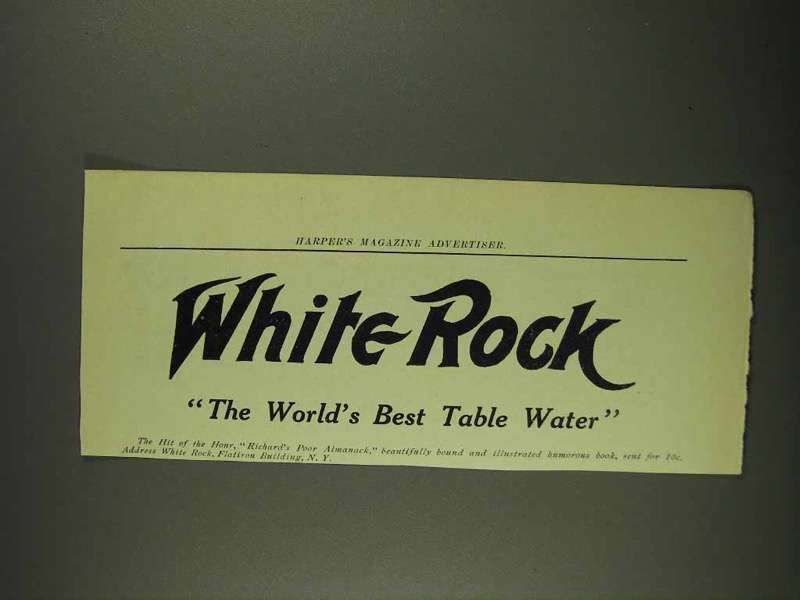 HARPER'S MAGAZINE ADVERTISER.
White Rock
"The World's Best Table Water"
The Hit of the Hour, "Richard's Poor Almanack," beautifully bound and illustrated humorous book, sent for 10c.
Address White Rock, Flatiron Building, N. Y.